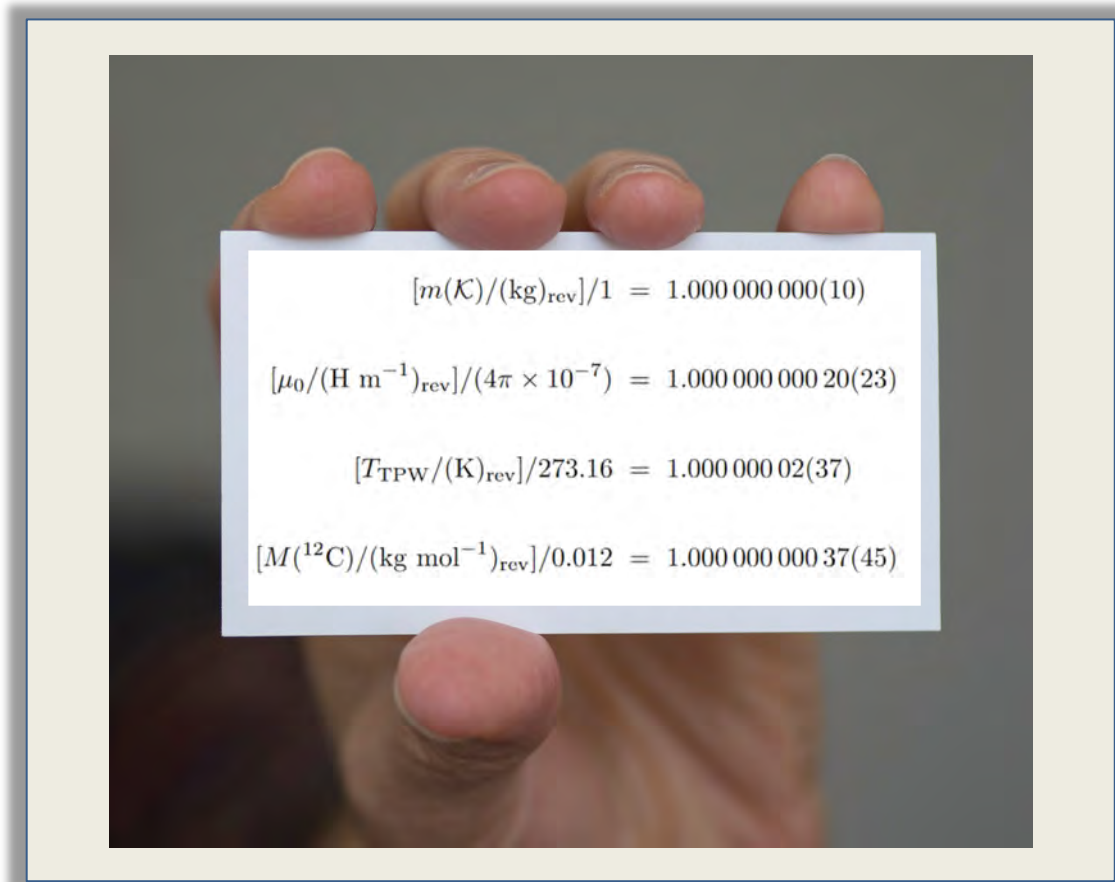 [m(𝒦)/(kg)_rev]/1 = 1.000 000 000(10)
[μ₀/(H m⁻¹)_rev]/(4π × 10⁻⁷) = 1.000 000 000 20(23)
[T_TPW/(K)_rev]/273.16 = 1.000 000 02(37)
[M(¹²C)/(kg mol⁻¹)_rev]/0.012 = 1.000 000 000 37(45)